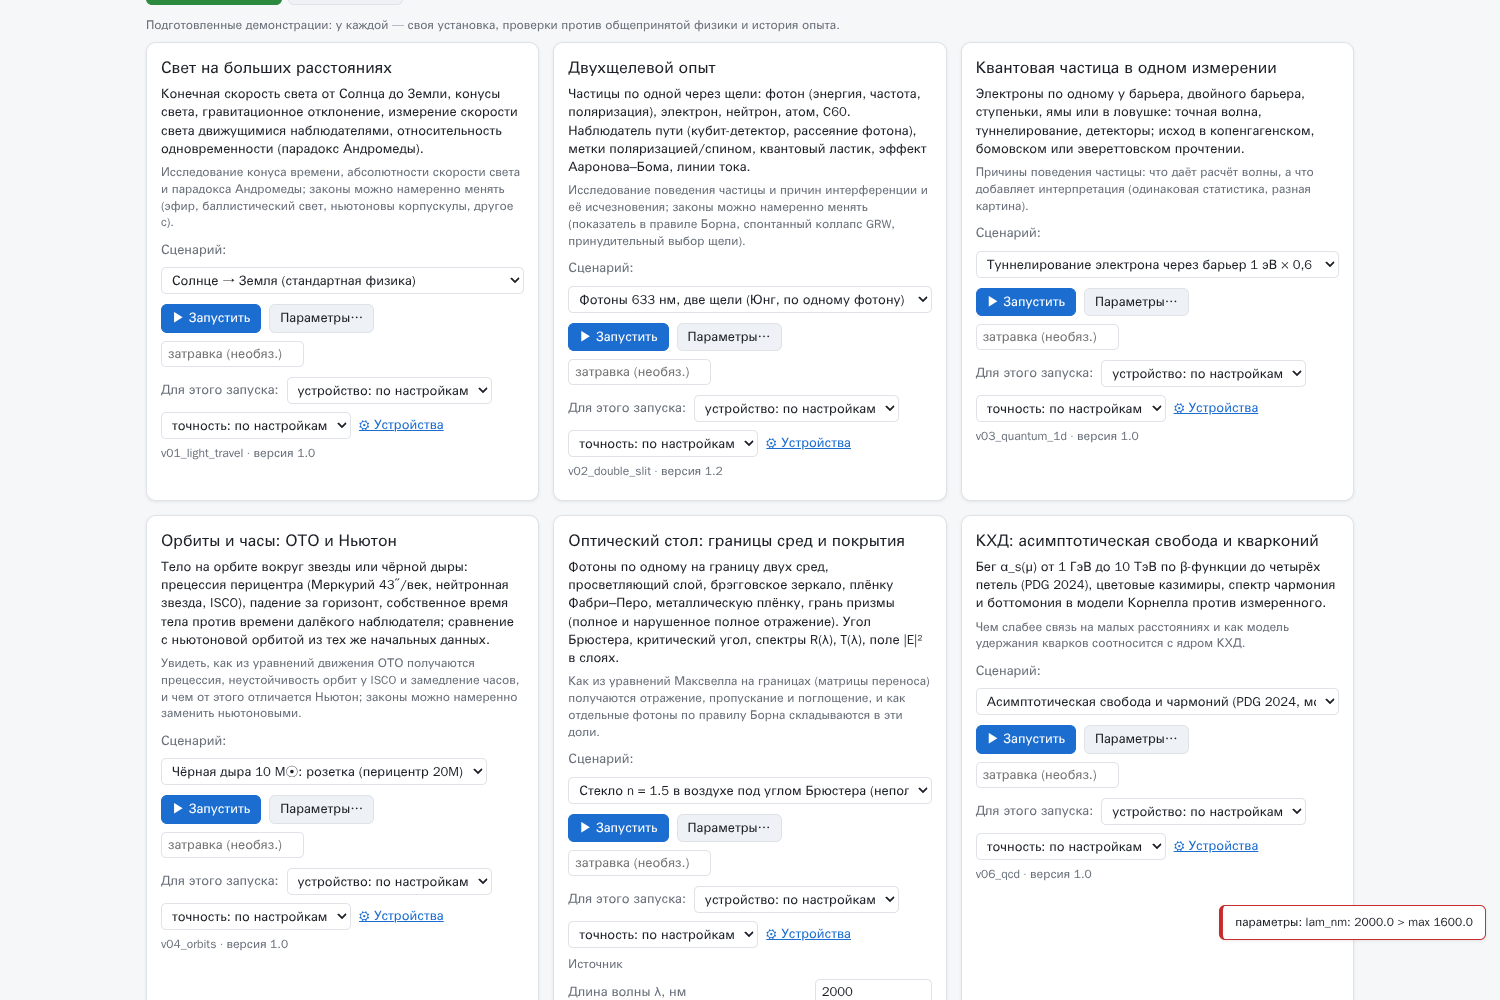 Подготовленные демонстрации: у каждой — своя установка, проверки против общепринятой физики и история опыта.
Свет на больших расстояниях
Конечная скорость света от Солнца до Земли, конусы
света, гравитационное отклонение, измерение скорости
света движущимися наблюдателями, относительность
одновременности (парадокс Андромеды).
Исследование конуса времени, абсолютности скорости света
и парадокса Андромеды; законы можно намеренно менять
(эфир, баллистический свет, ньютоновы корпускулы, другое
c).
Сценарий:
Солнце → Земля (стандартная физика)
▶ Запустить
Параметры…
затравка (необяз.)
Для этого запуска:
устройство: по настройкам
точность: по настройкам
⚙ Устройства
v01_light_travel · версия 1.0
Двухщелевой опыт
Частицы по одной через щели: фотон (энергия, частота,
поляризация), электрон, нейтрон, атом, C60.
Наблюдатель пути (кубит-детектор, рассеяние фотона),
метки поляризацией/спином, квантовый ластик, эффект
Ааронова–Бома, линии тока.
Исследование поведения частицы и причин интерференции и
её исчезновения; законы можно намеренно менять
(показатель в правиле Борна, спонтанный коллапс GRW,
принудительный выбор щели).
Сценарий:
Фотоны 633 нм, две щели (Юнг, по одному фотону)
▶ Запустить
Параметры…
затравка (необяз.)
Для этого запуска:
устройство: по настройкам
точность: по настройкам
⚙ Устройства
v02_double_slit · версия 1.2
Квантовая частица в одном измерении
Электроны по одному у барьера, двойного барьера,
ступеньки, ямы или в ловушке: точная волна,
туннелирование, детекторы; исход в копенгагенском,
бомовском или эвереттовском прочтении.
Причины поведения частицы: что даёт расчёт волны, а что
добавляет интерпретация (одинаковая статистика, разная
картина).
Сценарий:
Туннелирование электрона через барьер 1 эВ × 0,6
▶ Запустить
Параметры…
затравка (необяз.)
Для этого запуска:
устройство: по настройкам
точность: по настройкам
⚙ Устройства
v03_quantum_1d · версия 1.0
Орбиты и часы: ОТО и Ньютон
Тело на орбите вокруг звезды или чёрной дыры:
прецессия перицентра (Меркурий 43″/век, нейтронная
звезда, ISCO), падение за горизонт, собственное время
тела против времени далёкого наблюдателя; сравнение
с ньютоновой орбитой из тех же начальных данных.
Увидеть, как из уравнений движения ОТО получаются
прецессия, неустойчивость орбит у ISCO и замедление часов,
и чем от этого отличается Ньютон; законы можно намеренно
заменить ньютоновыми.
Сценарий:
Чёрная дыра 10 M☉: розетка (перицентр 20M)
▶ Запустить
Параметры…
затравка (необяз.)
Для этого запуска:
устройство: по настройкам
точность: по настройкам
⚙ Устройства
v04_orbits · версия 1.0
Оптический стол: границы сред и покрытия
Фотоны по одному на границу двух сред,
просветляющий слой, брэгговское зеркало, плёнку
Фабри–Перо, металлическую плёнку, грань призмы
(полное и нарушенное полное отражение). Угол
Брюстера, критический угол, спектры R(λ), T(λ), поле |E|²
в слоях.
Как из уравнений Максвелла на границах (матрицы переноса)
получаются отражение, пропускание и поглощение, и как
отдельные фотоны по правилу Борна складываются в эти
доли.
Сценарий:
Стекло n = 1.5 в воздухе под углом Брюстера (непол
▶ Запустить
Параметры…
затравка (необяз.)
Для этого запуска:
устройство: по настройкам
точность: по настройкам
⚙ Устройства
Источник
Длина волны λ, нм
2000
КХД: асимптотическая свобода и кварконий
Бег α_s(μ) от 1 ГэВ до 10 ТэВ по β-функции до четырёх
петель (PDG 2024), цветовые казимиры, спектр чармония
и боттомония в модели Корнелла против измеренного.
Чем слабее связь на малых расстояниях и как модель
удержания кварков соотносится с ядром КХД.
Сценарий:
Асимптотическая свобода и чармоний (PDG 2024, мо
▶ Запустить
Параметры…
затравка (необяз.)
Для этого запуска:
устройство: по настройкам
точность: по настройкам
⚙ Устройства
v06_qcd · версия 1.0
параметры: lam_nm: 2000.0 > max 1600.0